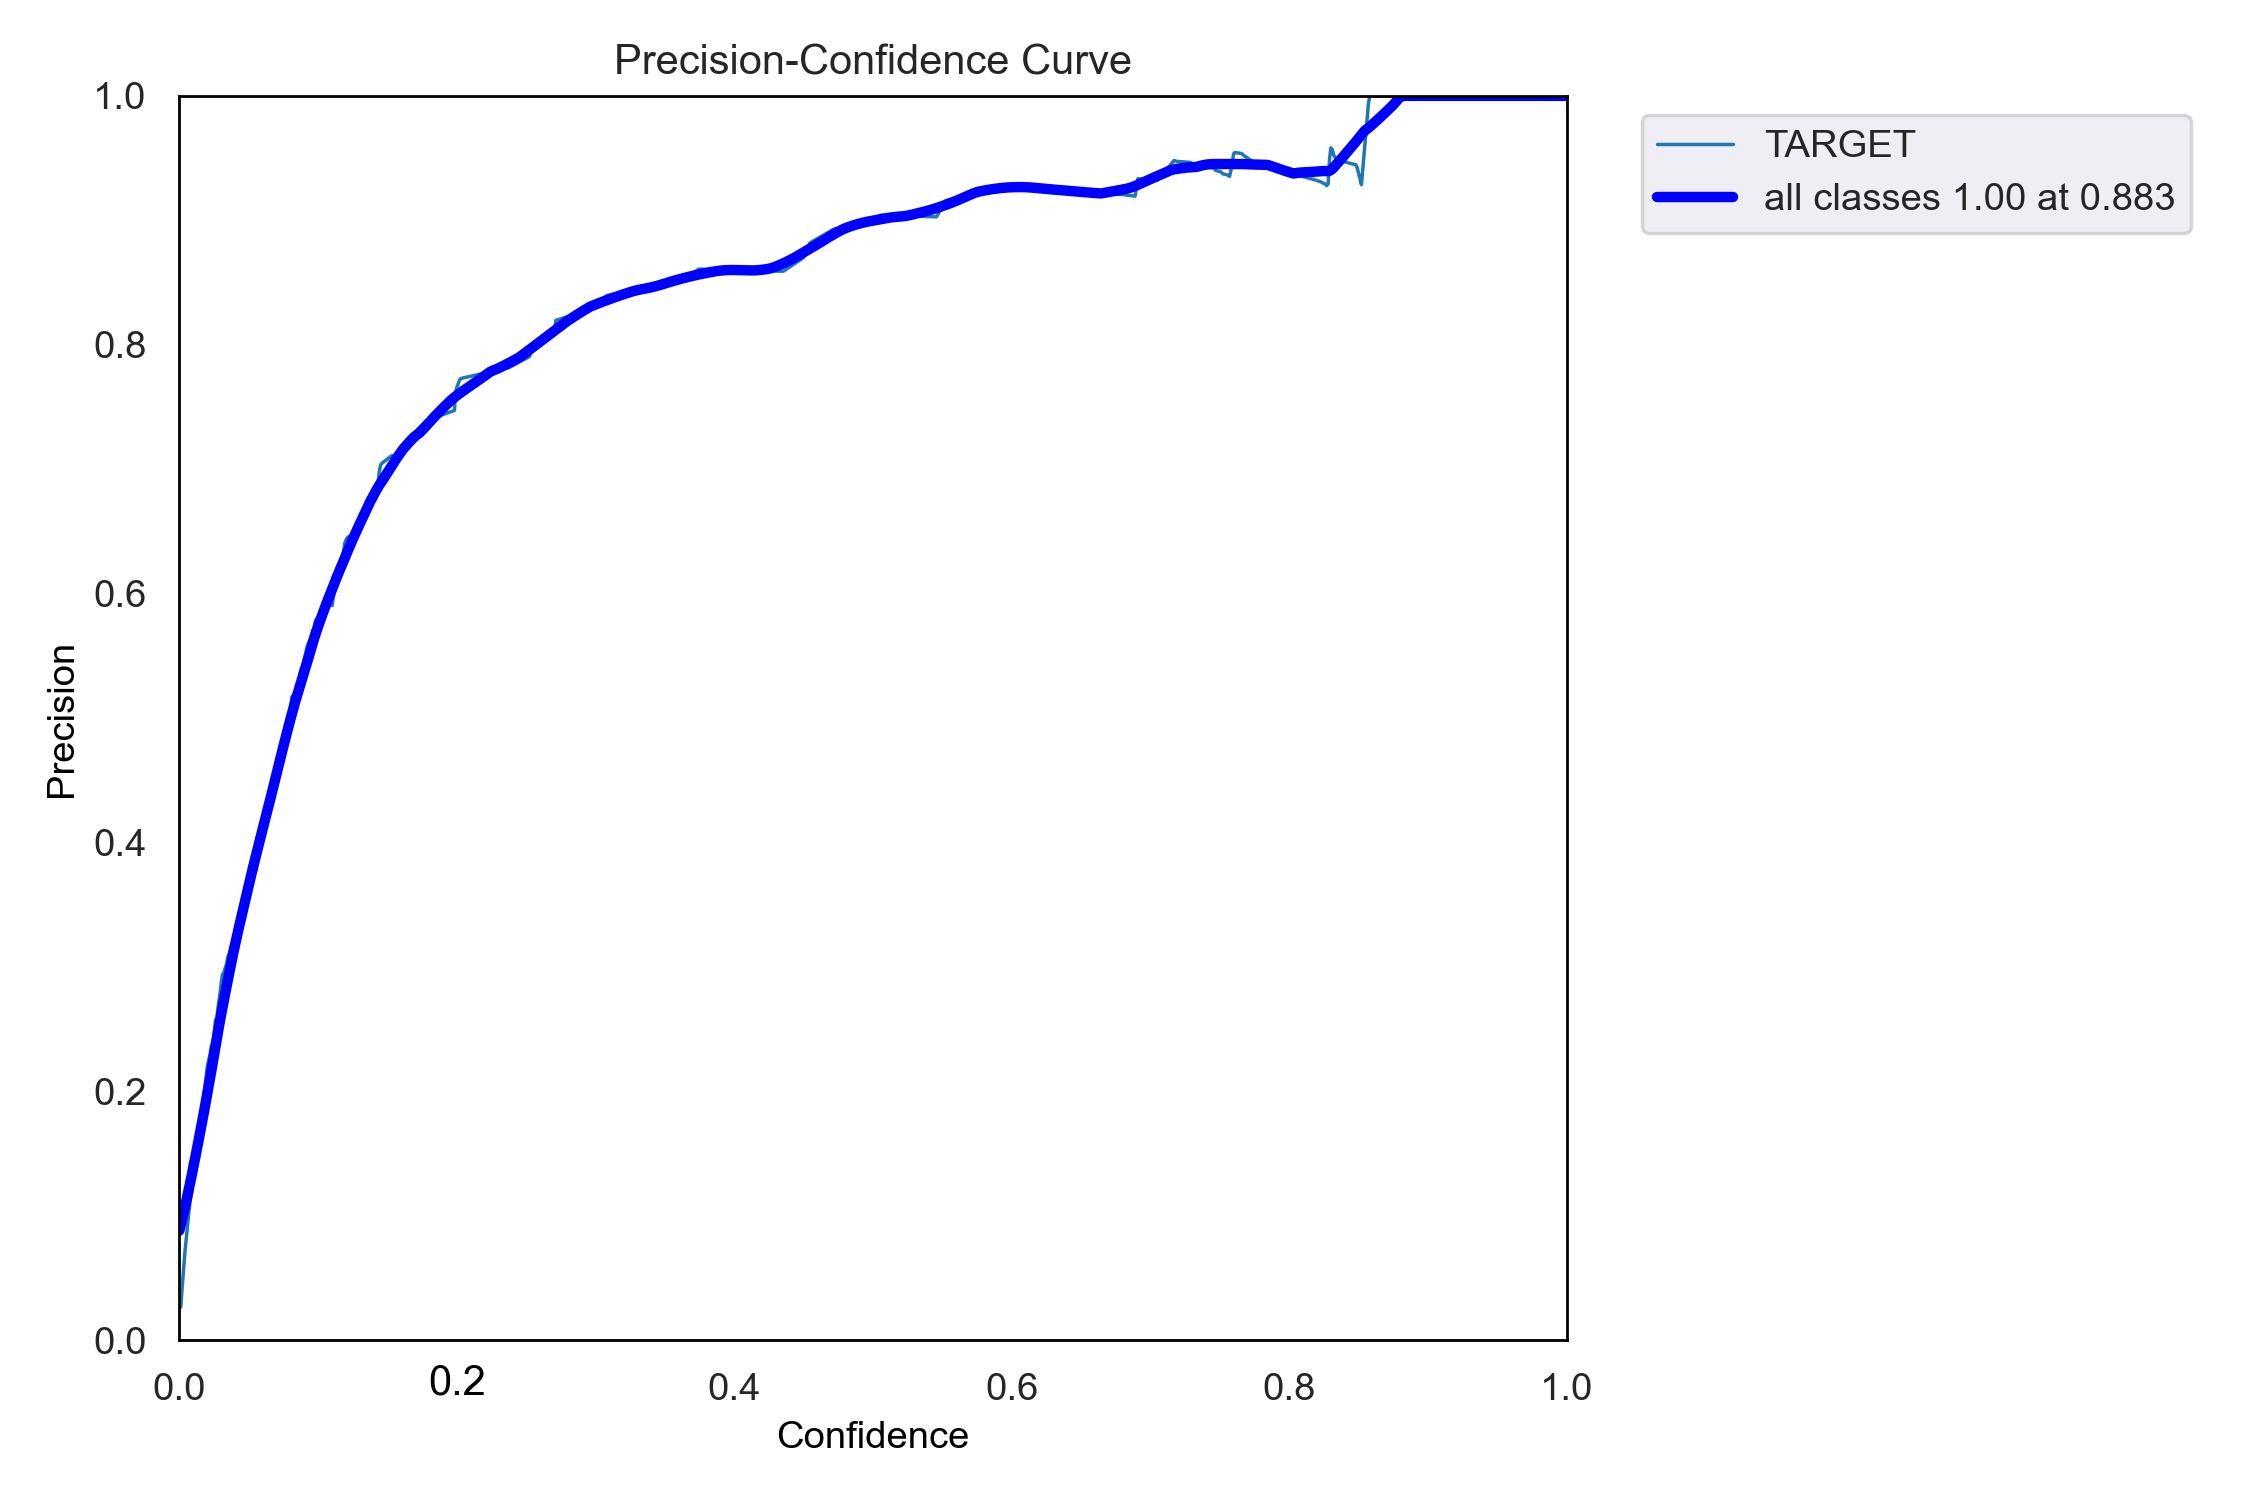 Precision-Confidence Curve
1.0
0.8
0.6
0.4
0.2
0.0
Precision
0.0 0.2 0.4 0.6 0.8 1.0
Confidence
TARGET
all classes 1.00 at 0.883